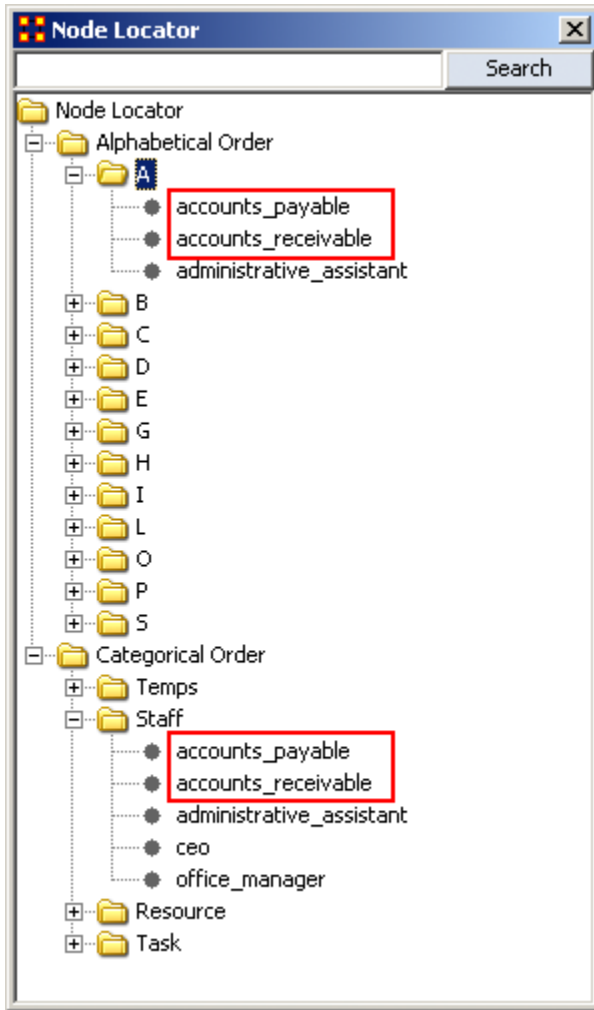 Node Locator
Search
Node Locator
Alphabetical Order
A
accounts_payable
accounts_receivable
administrative_assistant
B
C
D
E
G
H
I
L
O
P
S
Categorical Order
Temps
Staff
accounts_payable
accounts_receivable
administrative_assistant
ceo
office_manager
Resource
Task